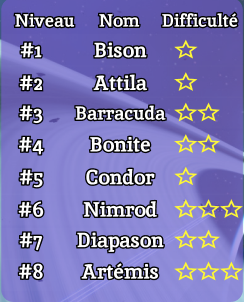 Niveau Nom Difficulté
#1 Bison ☆
#2 Attila ☆
#3 Barracuda ☆☆
#4 Bonite ☆☆
#5 Condor ☆
#6 Nimrod ☆☆☆
#7 Diapason ☆☆
#8 Artémis ☆☆☆